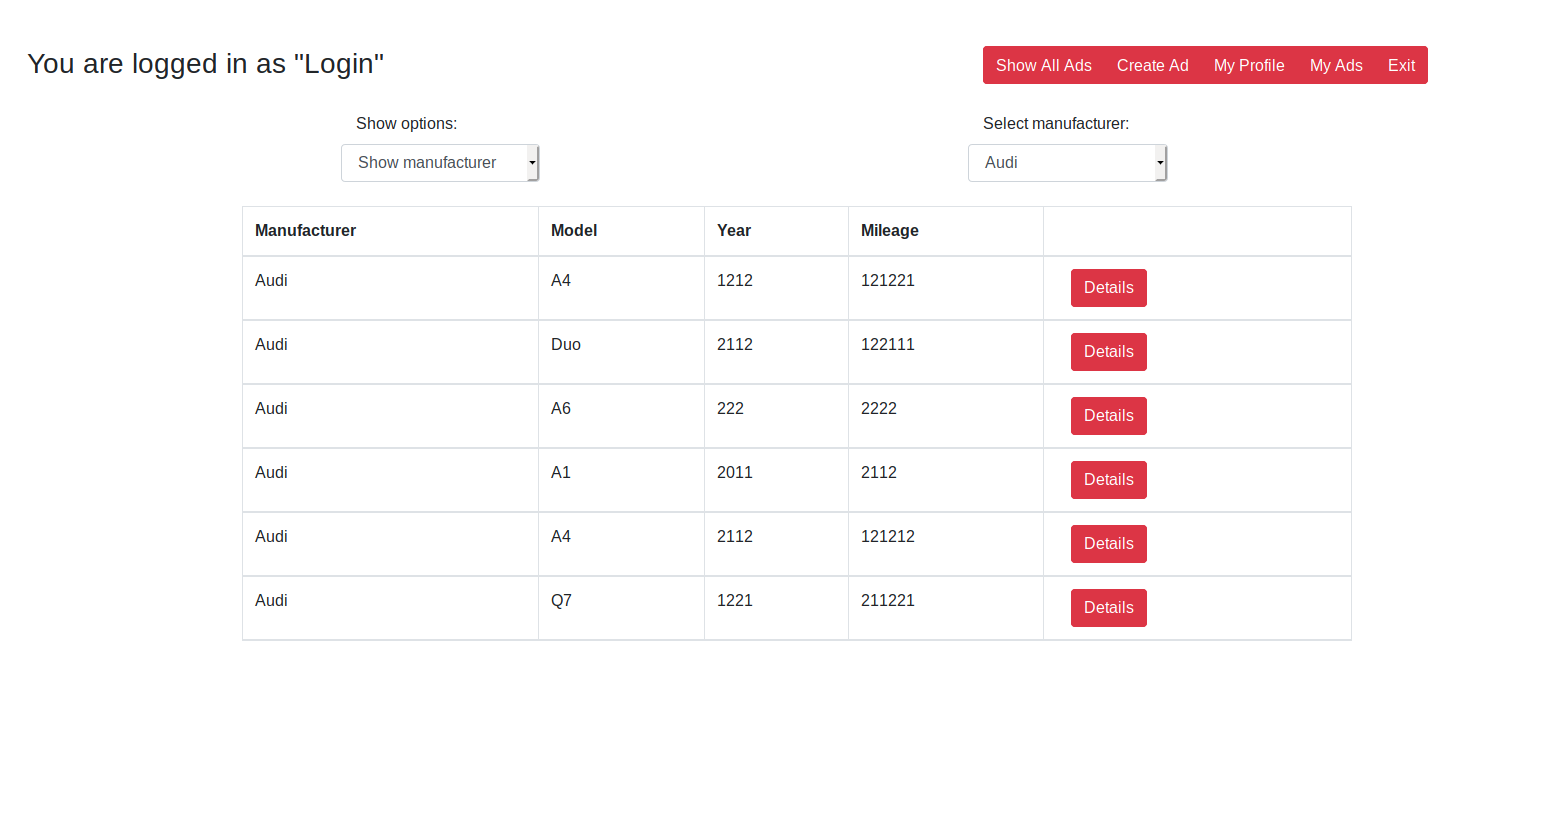 You are logged in as "Login"
Show All Ads Create Ad My Profile My Ads Exit
Show options: Select manufacturer:
Show manufacturer Audi
Manufacturer Model Year Mileage
Audi A4 1212 121221 Details
Audi Duo 2112 122111 Details
Audi A6 222 2222 Details
Audi A1 2011 2112 Details
Audi A4 2112 121212 Details
Audi Q7 1221 211221 Details